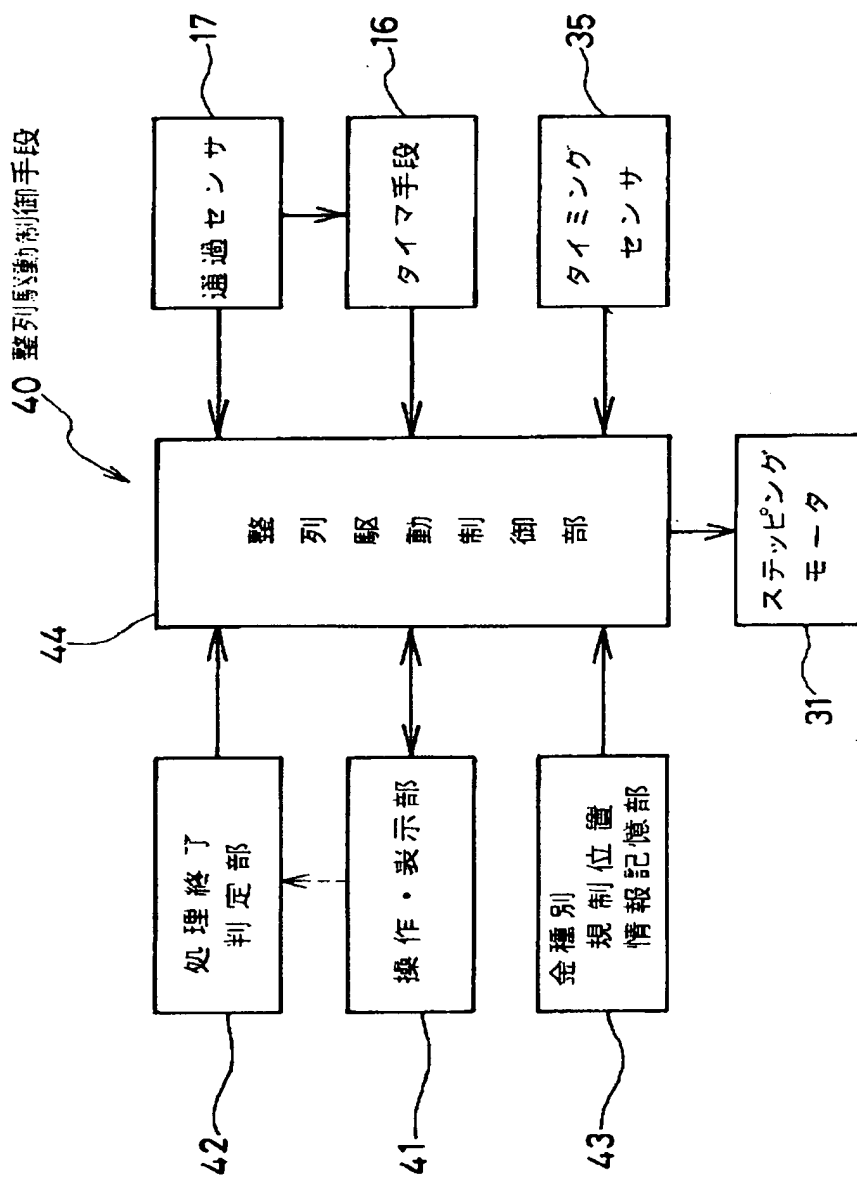 40 整列駆動制御手段
17
通過センサ
16
タイマ手段
35
タイミング
センサ
44
整列駆動制御部
31
ステッピング
モータ
42
処理終了
判定部
41
操作・表示部
43
金種別
規制位置
情報記憶部